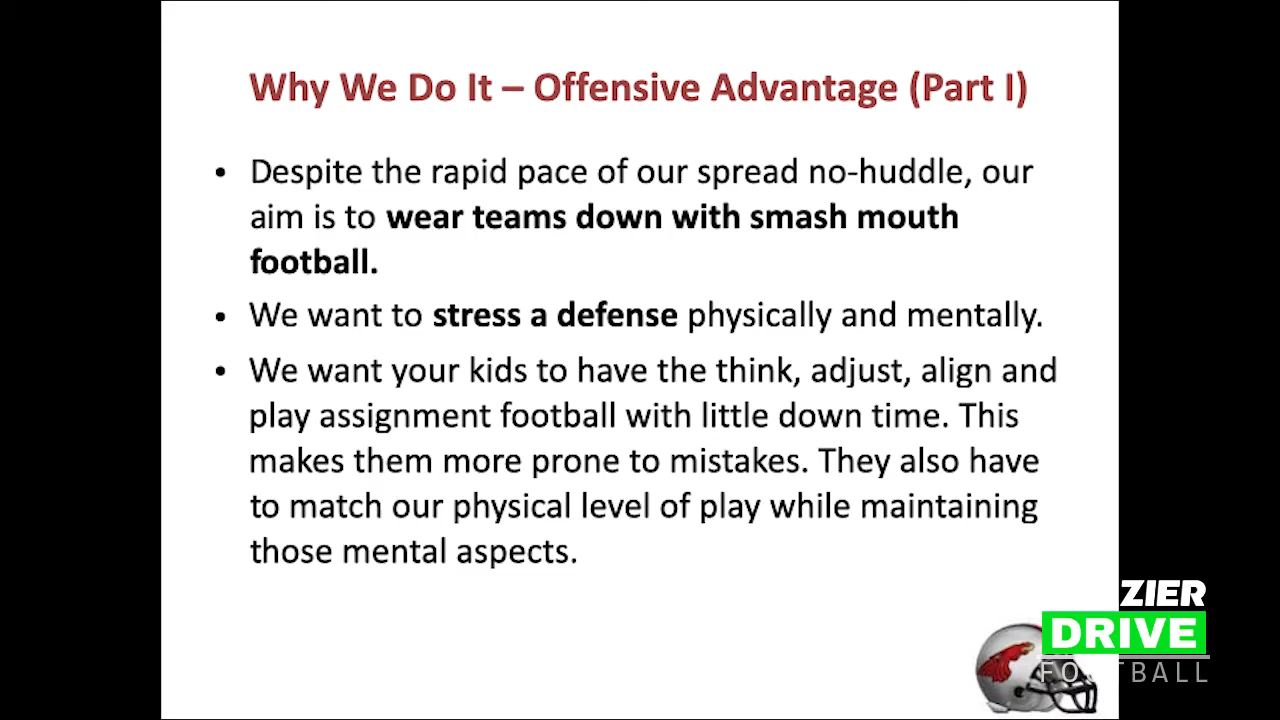 Why We Do It – Offensive Advantage (Part I)
• Despite the rapid pace of our spread no-huddle, our
aim is to wear teams down with smash mouth
football.
• We want to stress a defense physically and mentally.
• We want your kids to have the think, adjust, align and
play assignment football with little down time. This
makes them more prone to mistakes. They also have
to match our physical level of play while maintaining
those mental aspects.
ZIER
DRIVE
FOOTBALL